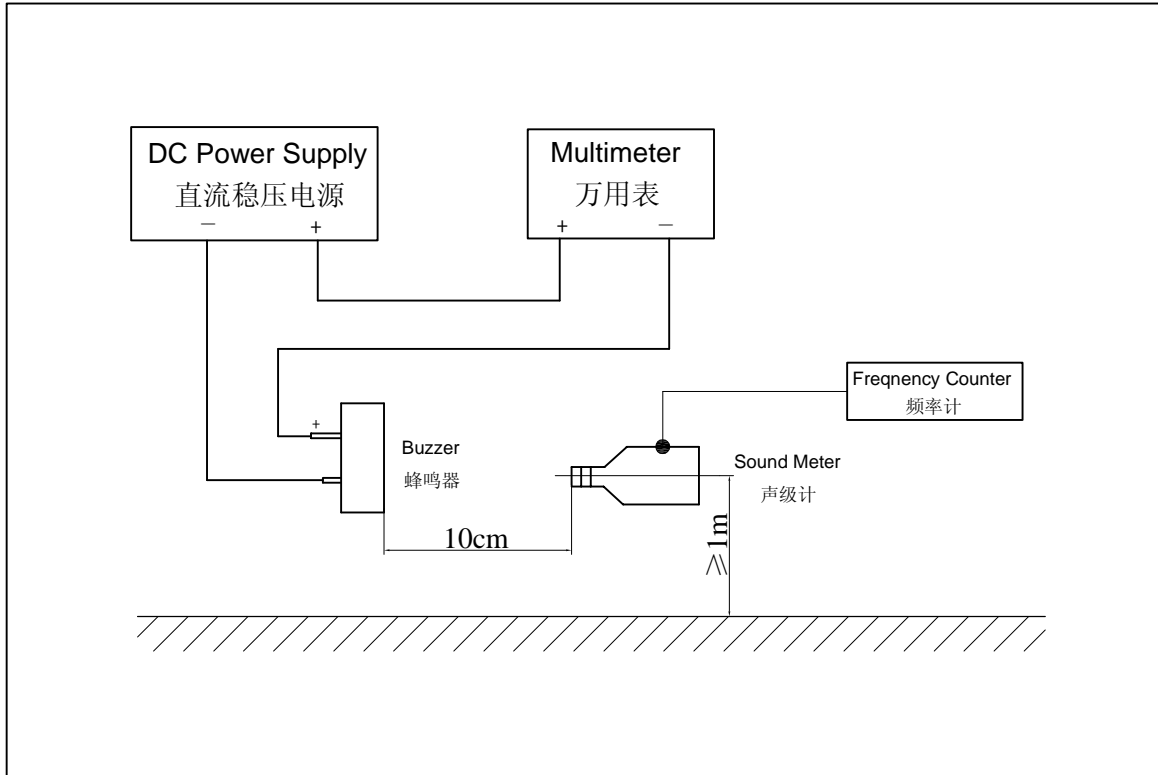 DC Power Supply
直流稳压电源
− +
Multimeter
万用表
+ −
Freqnency Counter
频率计
+
Buzzer
蜂鸣器
Sound Meter
声级计
10cm
≥1m